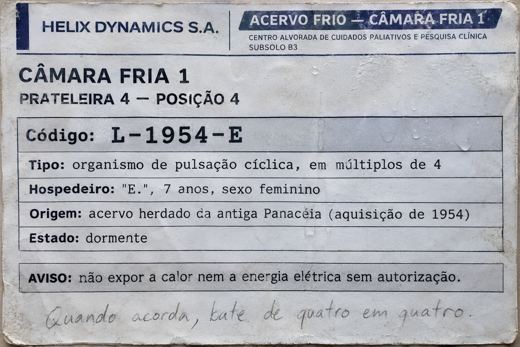 HELIX DYNAMICS S.A.
ACERVO FRIO — CÂMARA FRIA 1
CENTRO ALVORADA DE CUIDADOS PALIATIVOS E PESQUISA CLÍNICA
SUBSOLO B3
CÂMARA FRIA 1
PRATELEIRA 4 — POSIÇÃO 4
Código: L-1954-E
Tipo: organismo de pulsação cíclica, em múltiplos de 4
Hospedeiro: "E.", 7 anos, sexo feminino
Origem: acervo herdado da antiga Panacéia (aquisição de 1954)
Estado: dormente
AVISO: não expor a calor nem a energia elétrica sem autorização.
Quando acorda, bate de quatro em quatro.